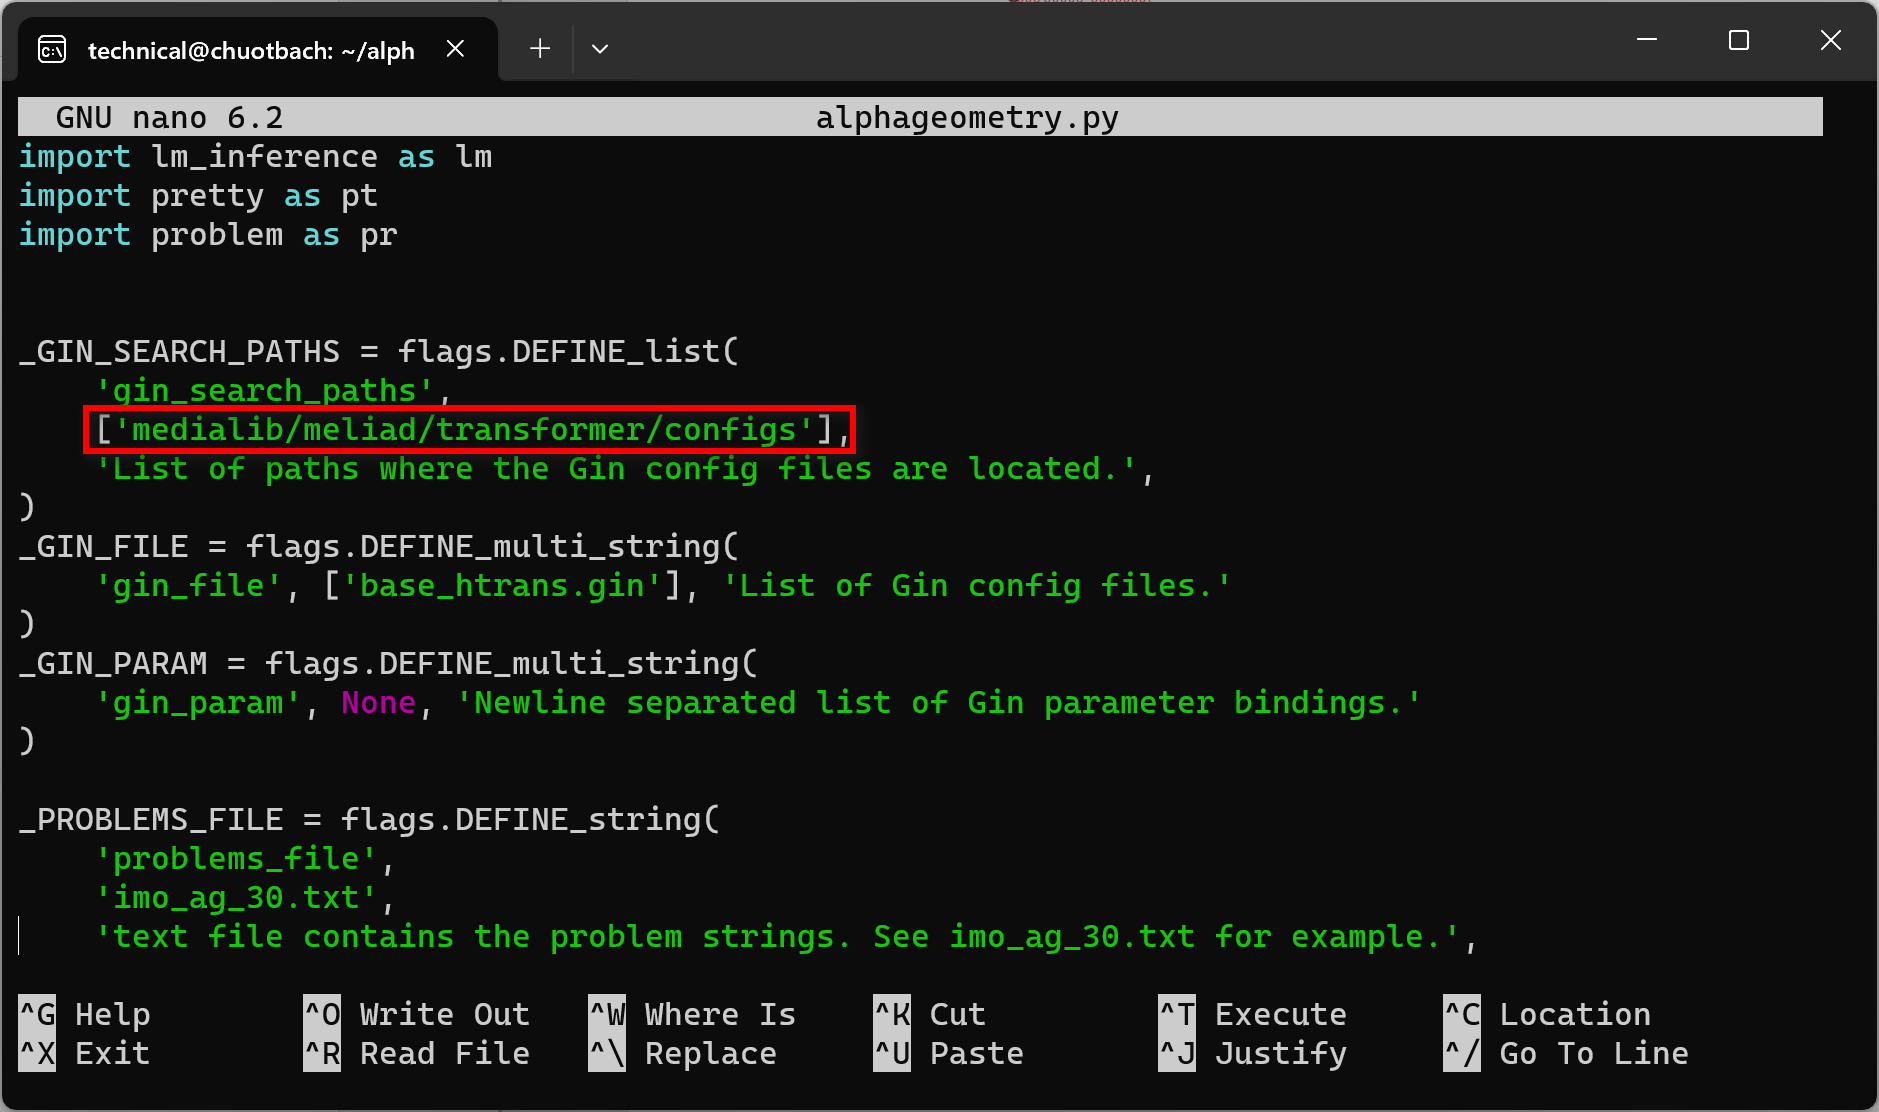 technical@chuotbach: ~/alph
GNU nano 6.2 alphageometry.py
import lm_inference as lm
import pretty as pt
import problem as pr
_GIN_SEARCH_PATHS = flags.DEFINE_list(
'gin_search_paths',
['medialib/meliad/transformer/configs'],
'List of paths where the Gin config files are located.',
)
_GIN_FILE = flags.DEFINE_multi_string(
'gin_file', ['base_htrans.gin'], 'List of Gin config files.'
)
_GIN_PARAM = flags.DEFINE_multi_string(
'gin_param', None, 'Newline separated list of Gin parameter bindings.'
)
_PROBLEMS_FILE = flags.DEFINE_string(
'problems_file',
'imo_ag_30.txt',
'text file contains the problem strings. See imo_ag_30.txt for example.',
^G Help ^O Write Out ^W Where Is ^K Cut ^T Execute ^C Location
^X Exit ^R Read File ^\ Replace ^U Paste ^J Justify ^/ Go To Line